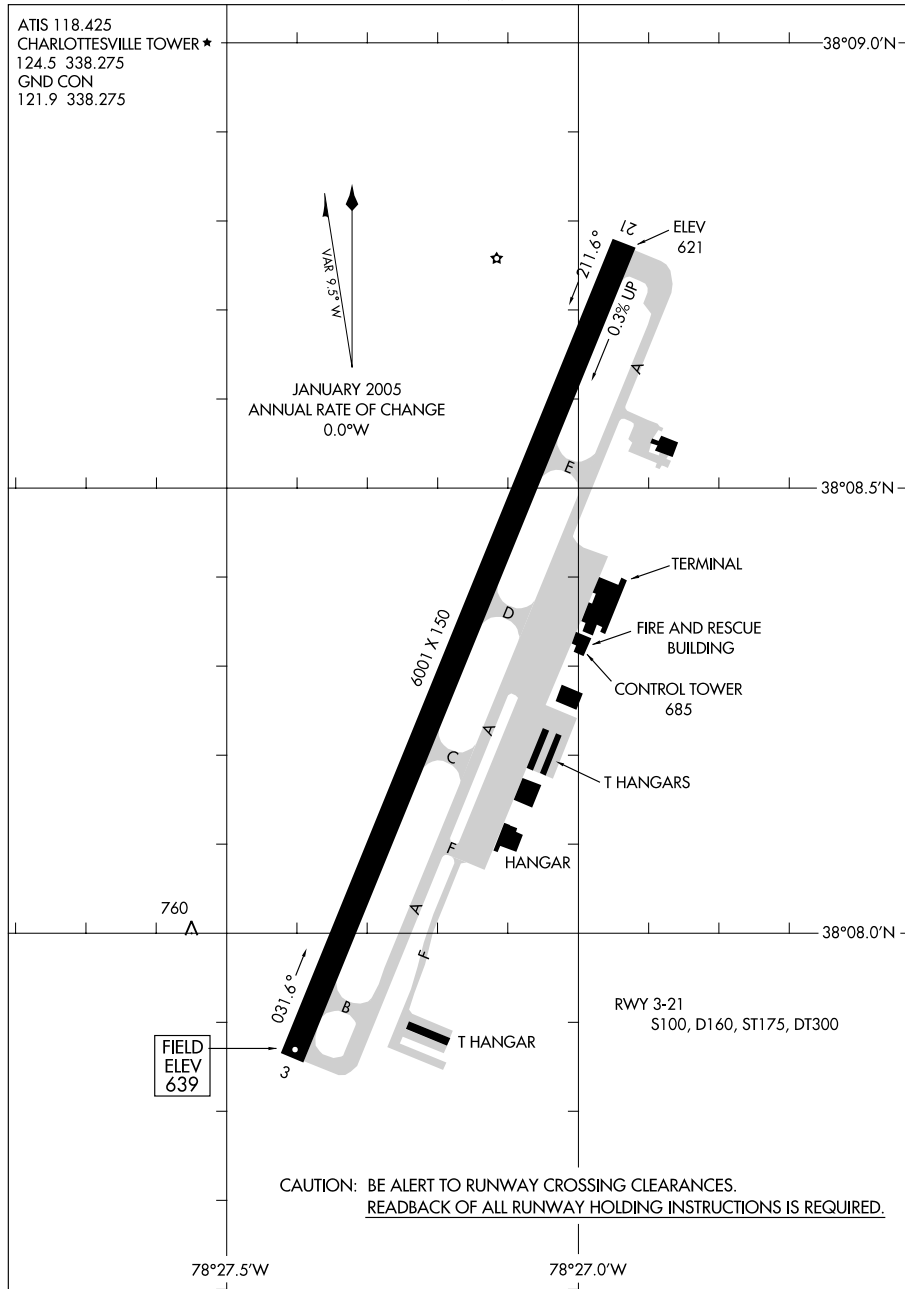 ATIS 118.425
CHARLOTTESVILLE TOWER
124.5 338.275
GND CON
121.9 338.275
38°09.0'N
VAR 9.5° W
JANUARY 2005
ANNUAL RATE OF CHANGE
0.0°W
21
ELEV
621
211.6°
0.3% UP
A
E
38°08.5'N
TERMINAL
D
FIRE AND RESCUE
BUILDING
6001 X 150
CONTROL TOWER
685
A
C
T HANGARS
F
HANGAR
760
A
38°08.0'N
F
031.6°
B
RWY 3-21
S100, D160, ST175, DT300
T HANGAR
FIELD
ELEV
639
3
CAUTION: BE ALERT TO RUNWAY CROSSING CLEARANCES.
READBACK OF ALL RUNWAY HOLDING INSTRUCTIONS IS REQUIRED.
78°27.5'W
78°27.0'W